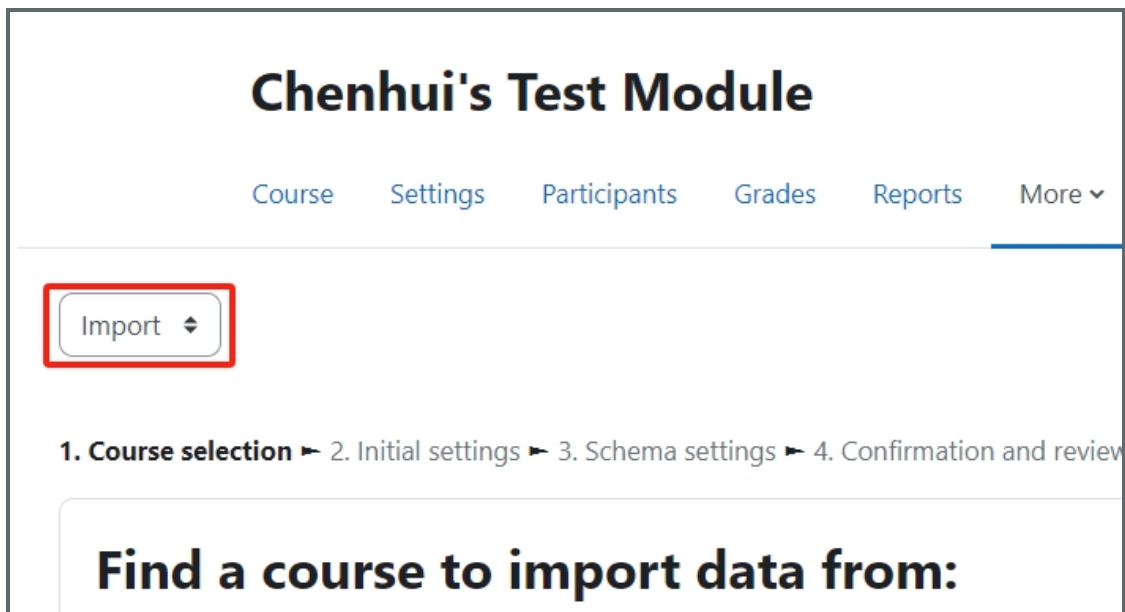 Chenhui's Test Module
Course Settings Participants Grades Reports More
Import
1. Course selection ► 2. Initial settings ► 3. Schema settings ► 4. Confirmation and review
Find a course to import data from: